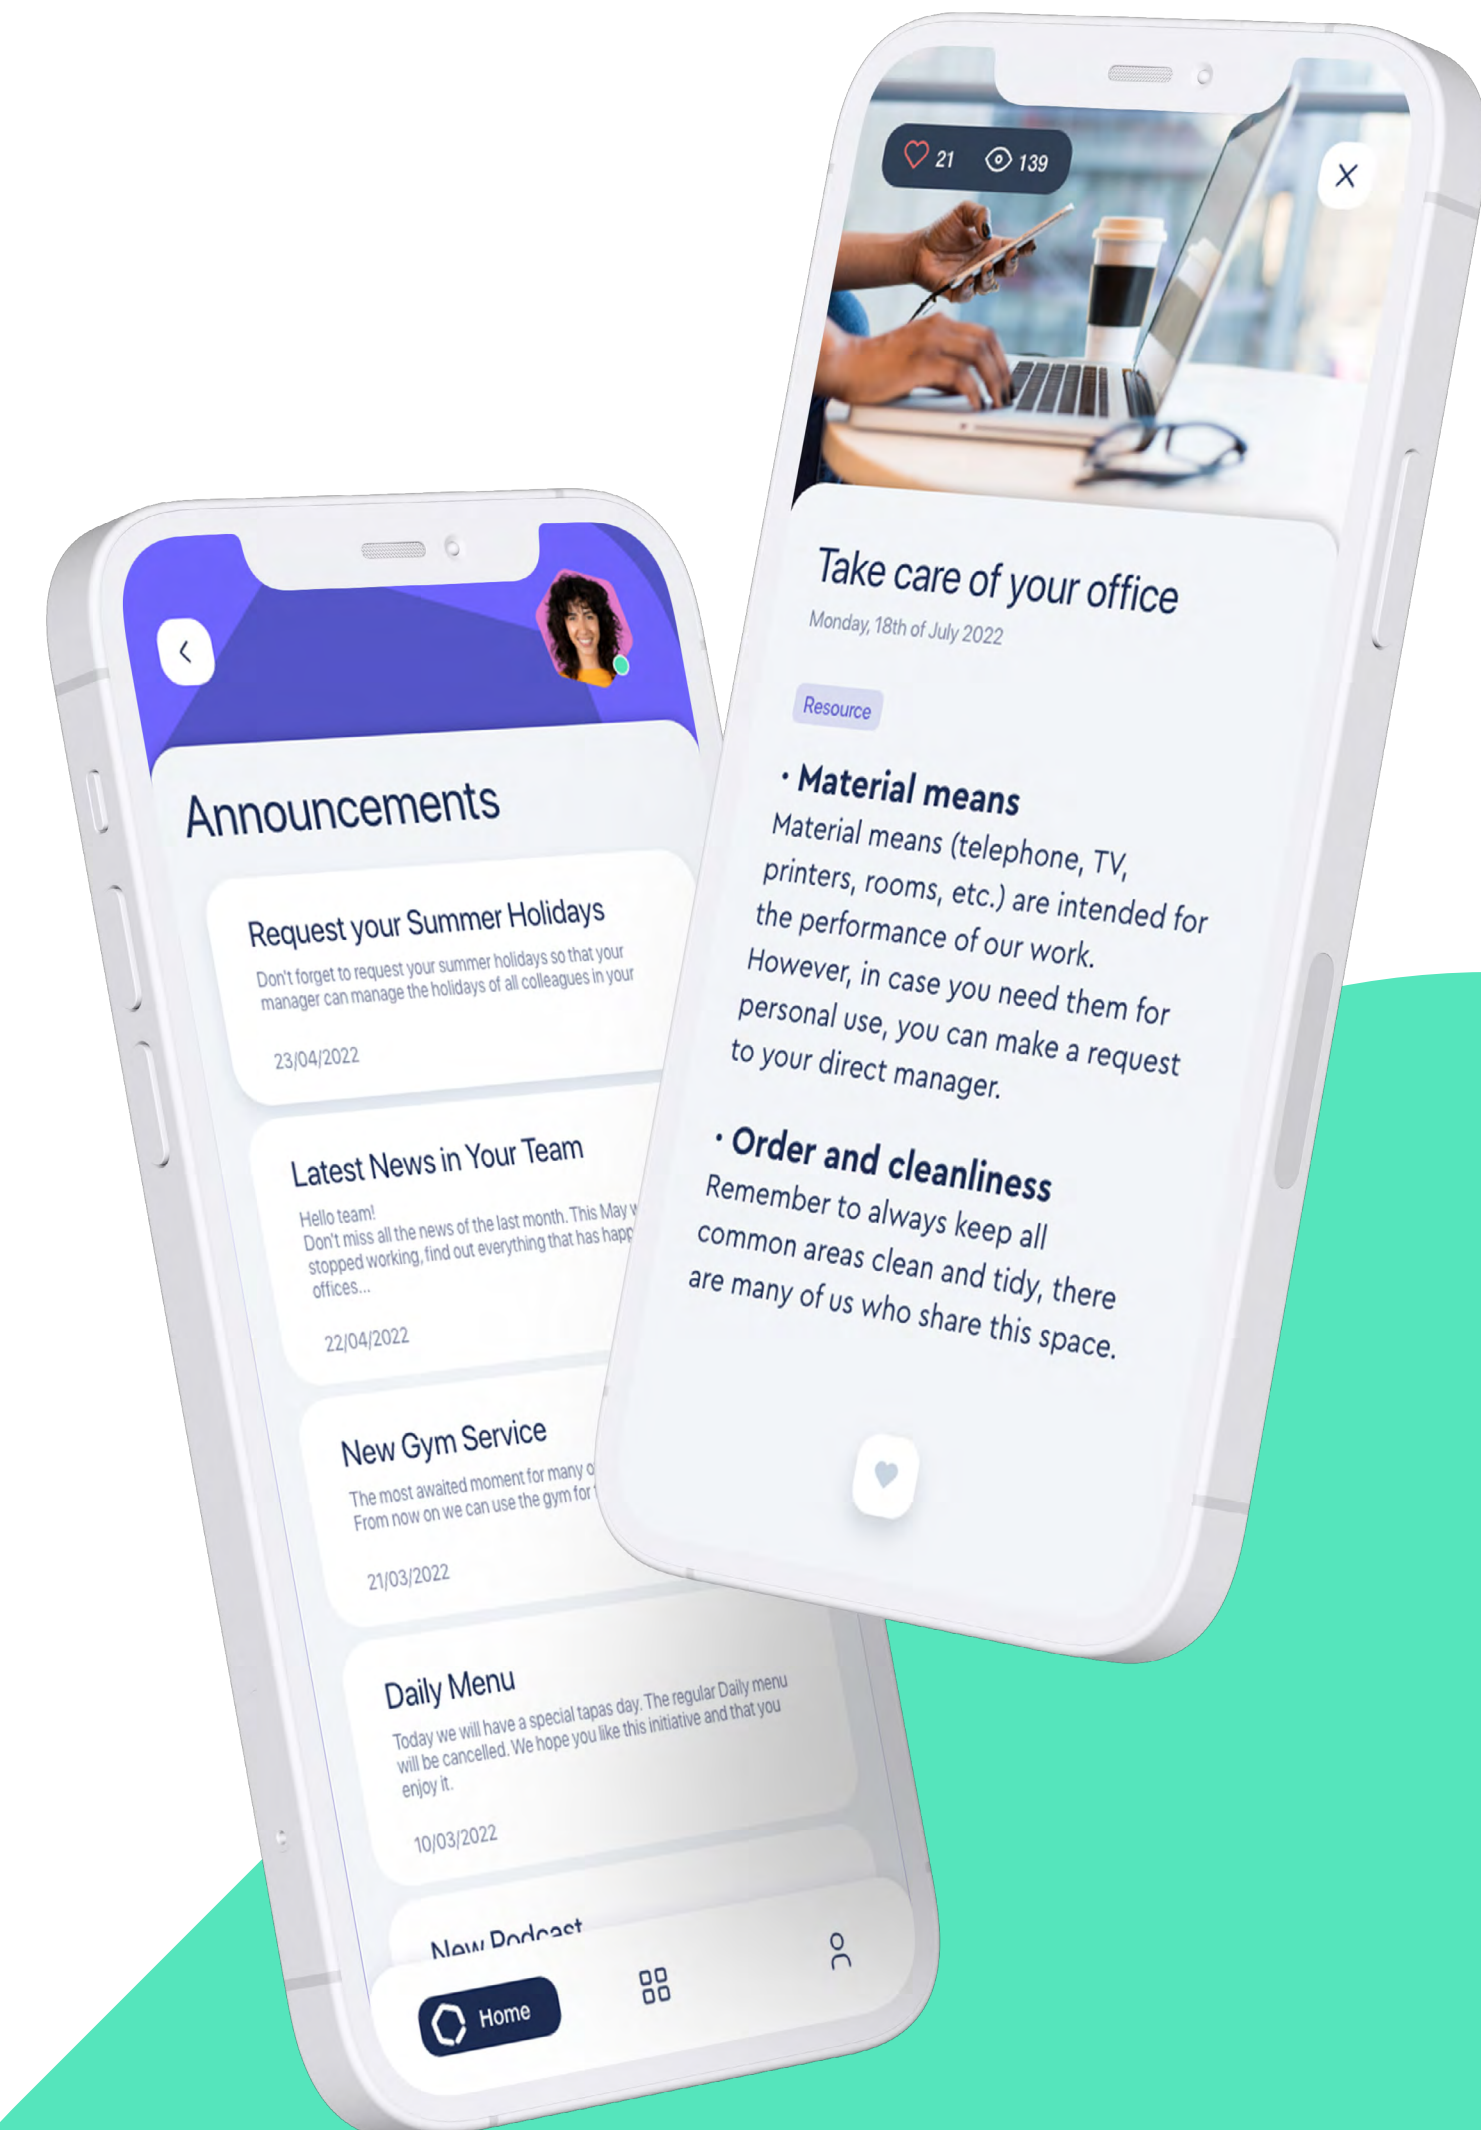 Announcements
Request your Summer Holidays
Don't forget to request your summer holidays so that your
manager can manage the holidays of all colleagues in your
23/04/2022
Latest News in Your Team
Hello team!
Don't miss all the news of the last month. This May
stopped working, find out everything that has
offices...
22/04/2022
New Gym Service
The most awaited moment for many
From now on we can use the gym for
21/03/2022
Daily Menu
Today we will have a special tapas day. The regular Daily menu
will be cancelled. We hope you like this initiative and that you
enjoy it.
10/03/2022
New Podcast
Home
21 139
Take care of your office
Monday, 18th of July 2022
Resource
· Material means
Material means (telephone, TV,
printers, rooms, etc.) are intended for
the performance of our work.
However, in case you need them for
personal use, you can make a request
to your direct manager.
· Order and cleanliness
Remember to always keep all
common areas clean and tidy, there
are many of us who share this space.